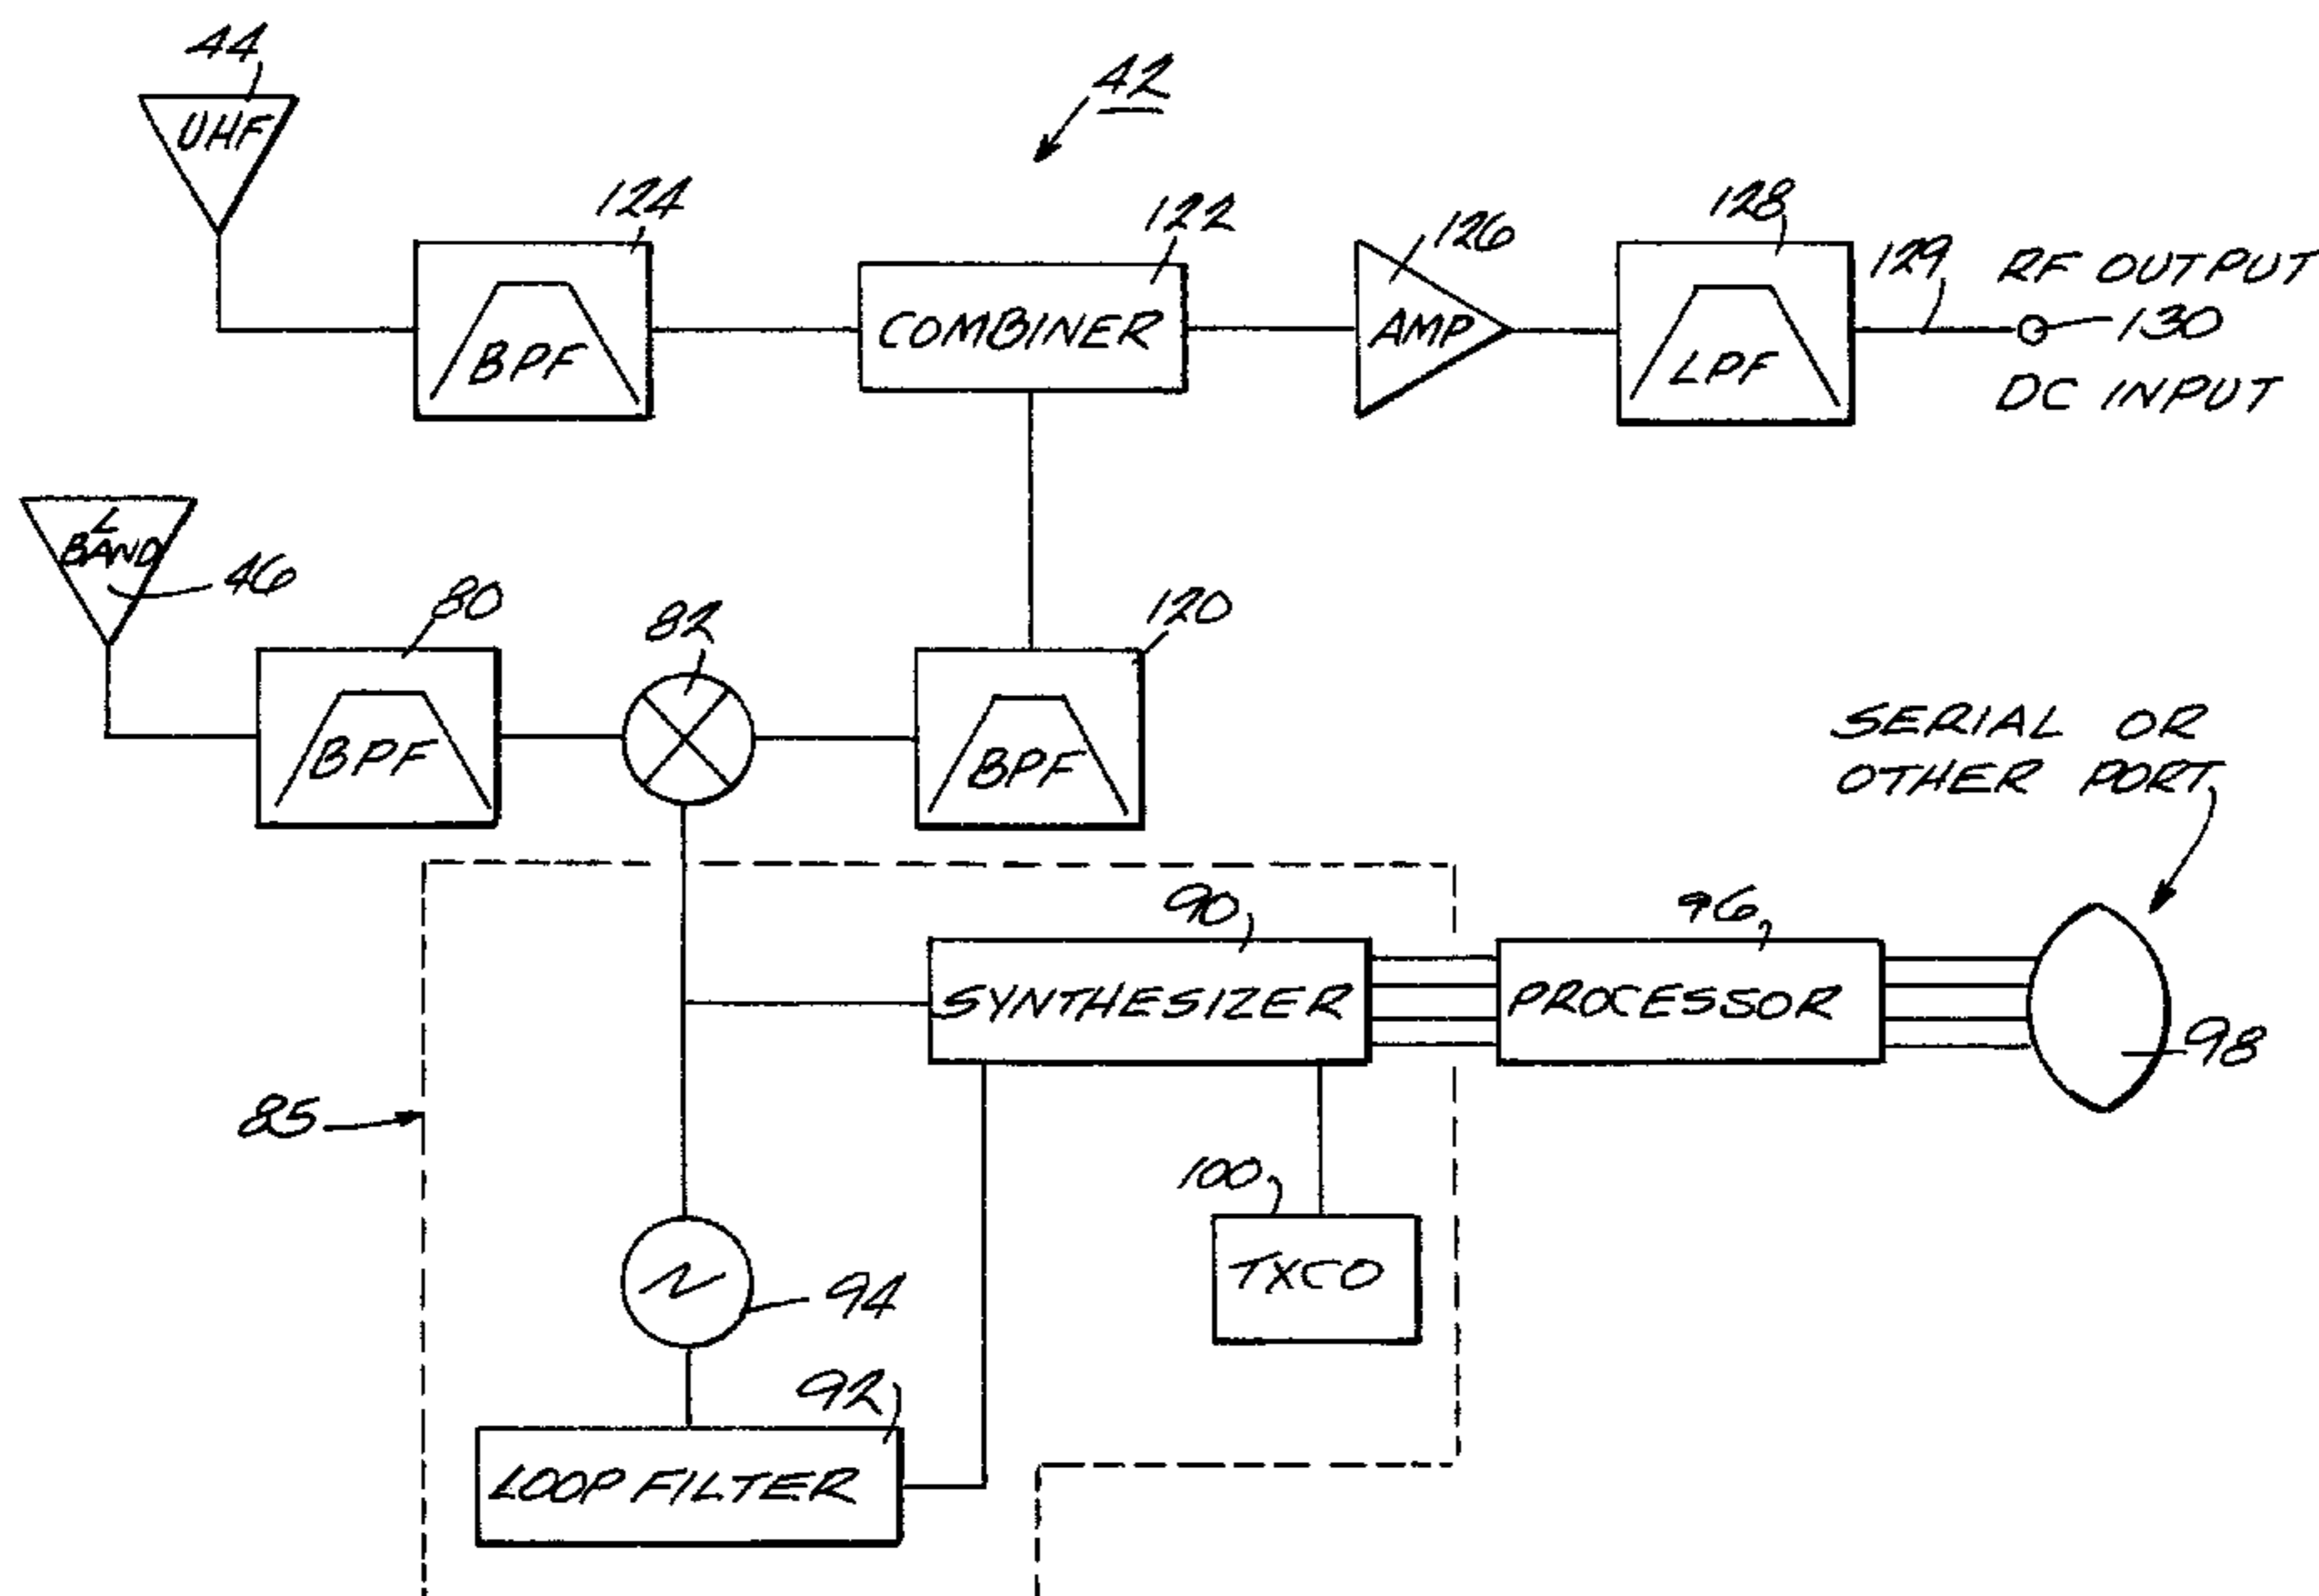 44
UHF
42
124
BPF
122
COMBINER
126
AMP
128
LPF
129
RF OUTPUT
130
DC INPUT
L
BAND
46
80
BPF
82
120
BPF
SERIAL OR
OTHER PORT
90
SYNTHESIZER
96
PROCESSOR
98
85
100
TXCO
94
92
LOOP FILTER